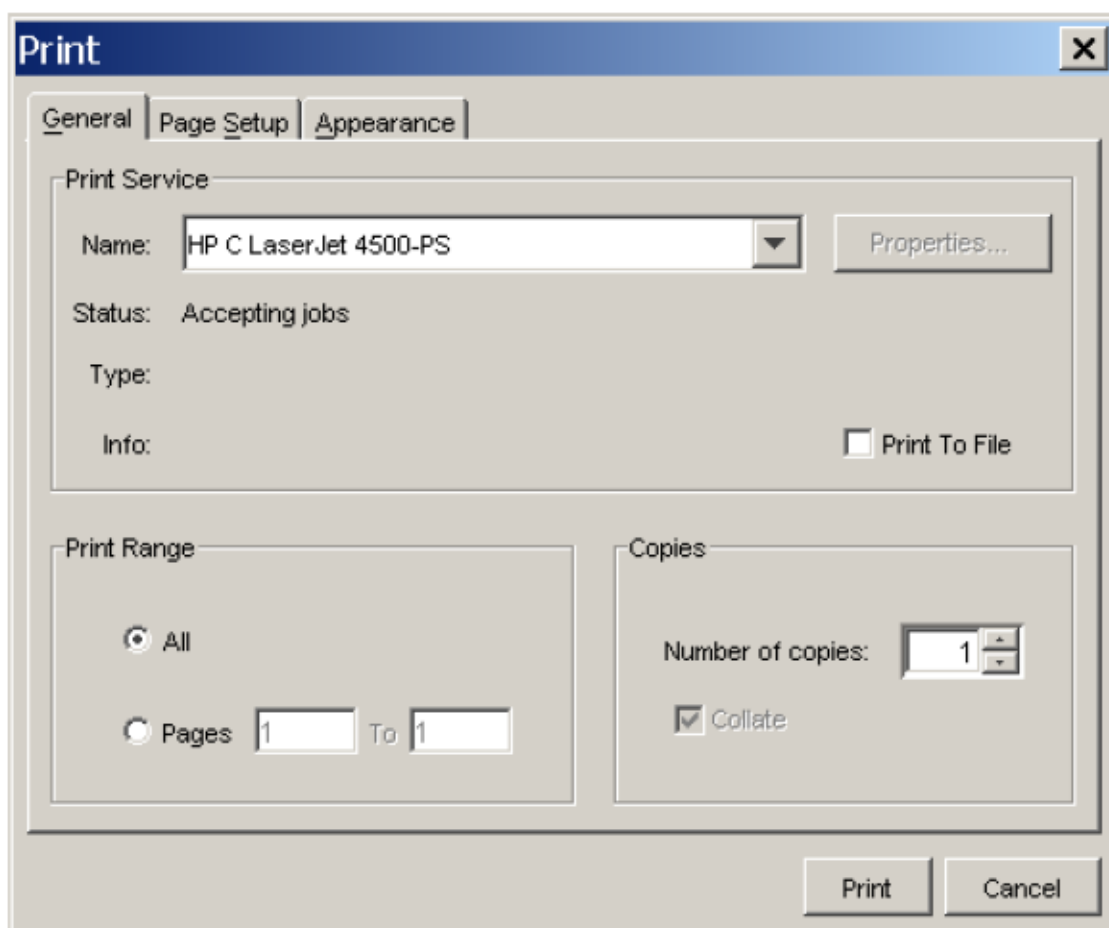 Print
General Page Setup Appearance
Print Service
Name: HP C LaserJet 4500-PS Properties...
Status: Accepting jobs
Type:
Info: Print To File
Print Range
All
Pages 1 To 1
Copies
Number of copies: 1
Collate
Print Cancel